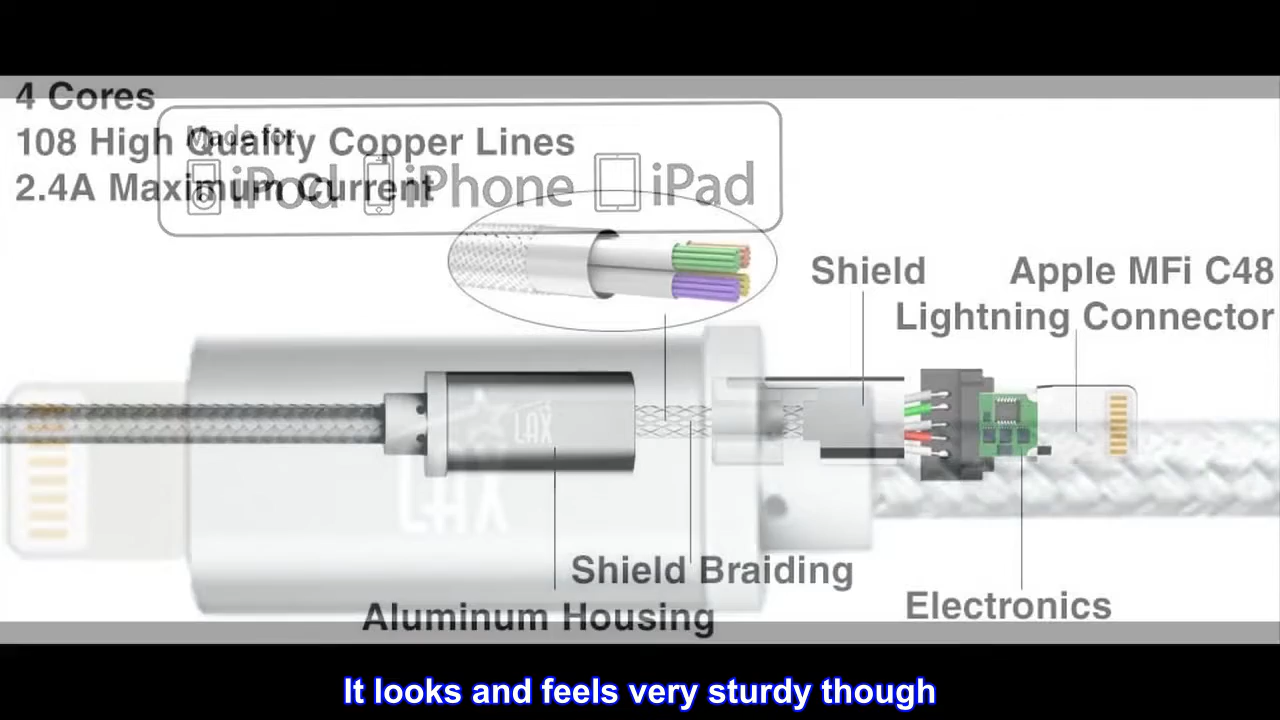 4 Cores
108 High Quality Copper Lines
2.4A Maximum Current
Made for
iPod iPhone iPad
Shield
Apple MFi C48
Lightning Connector
LAX
LAX
Shield Braiding
Aluminum Housing
Electronics
It looks and feels very sturdy though